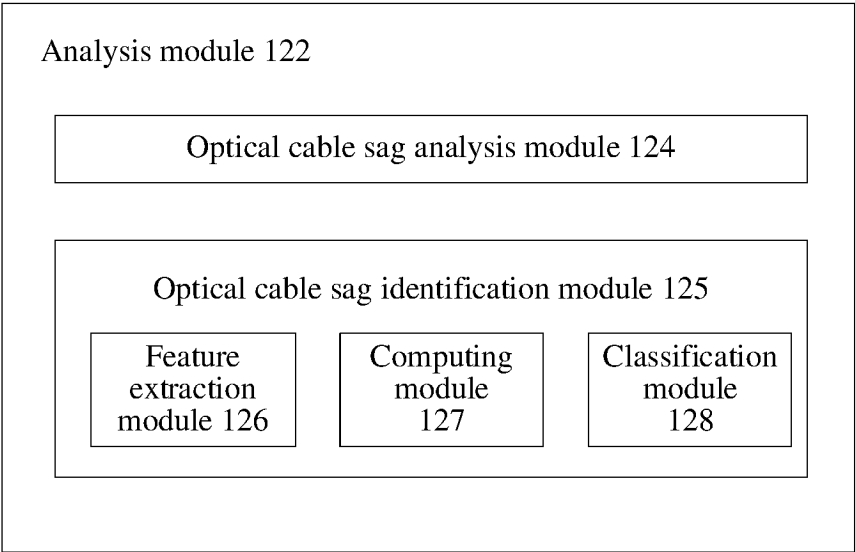 Analysis module 122
Optical cable sag analysis module 124
Optical cable sag identification module 125
Feature
extraction
module 126
Computing
module
127
Classification
module
128